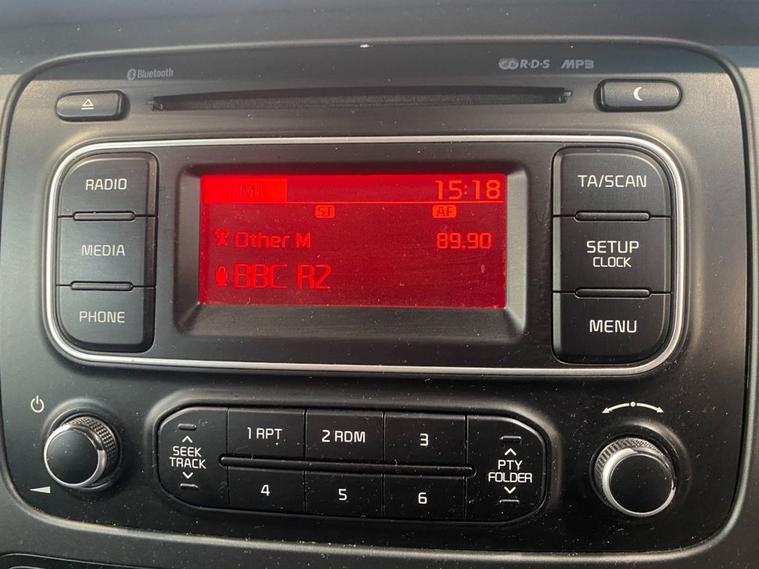 Bluetooth
R·D·S MP3
RADIO
MEDIA
PHONE
15:18
ST AF
Other M 89.90
BBC R2
TA/SCAN
SETUP
CLOCK
MENU
SEEK
TRACK
1 RPT 2 RDM 3
4 5 6
PTY
FOLDER